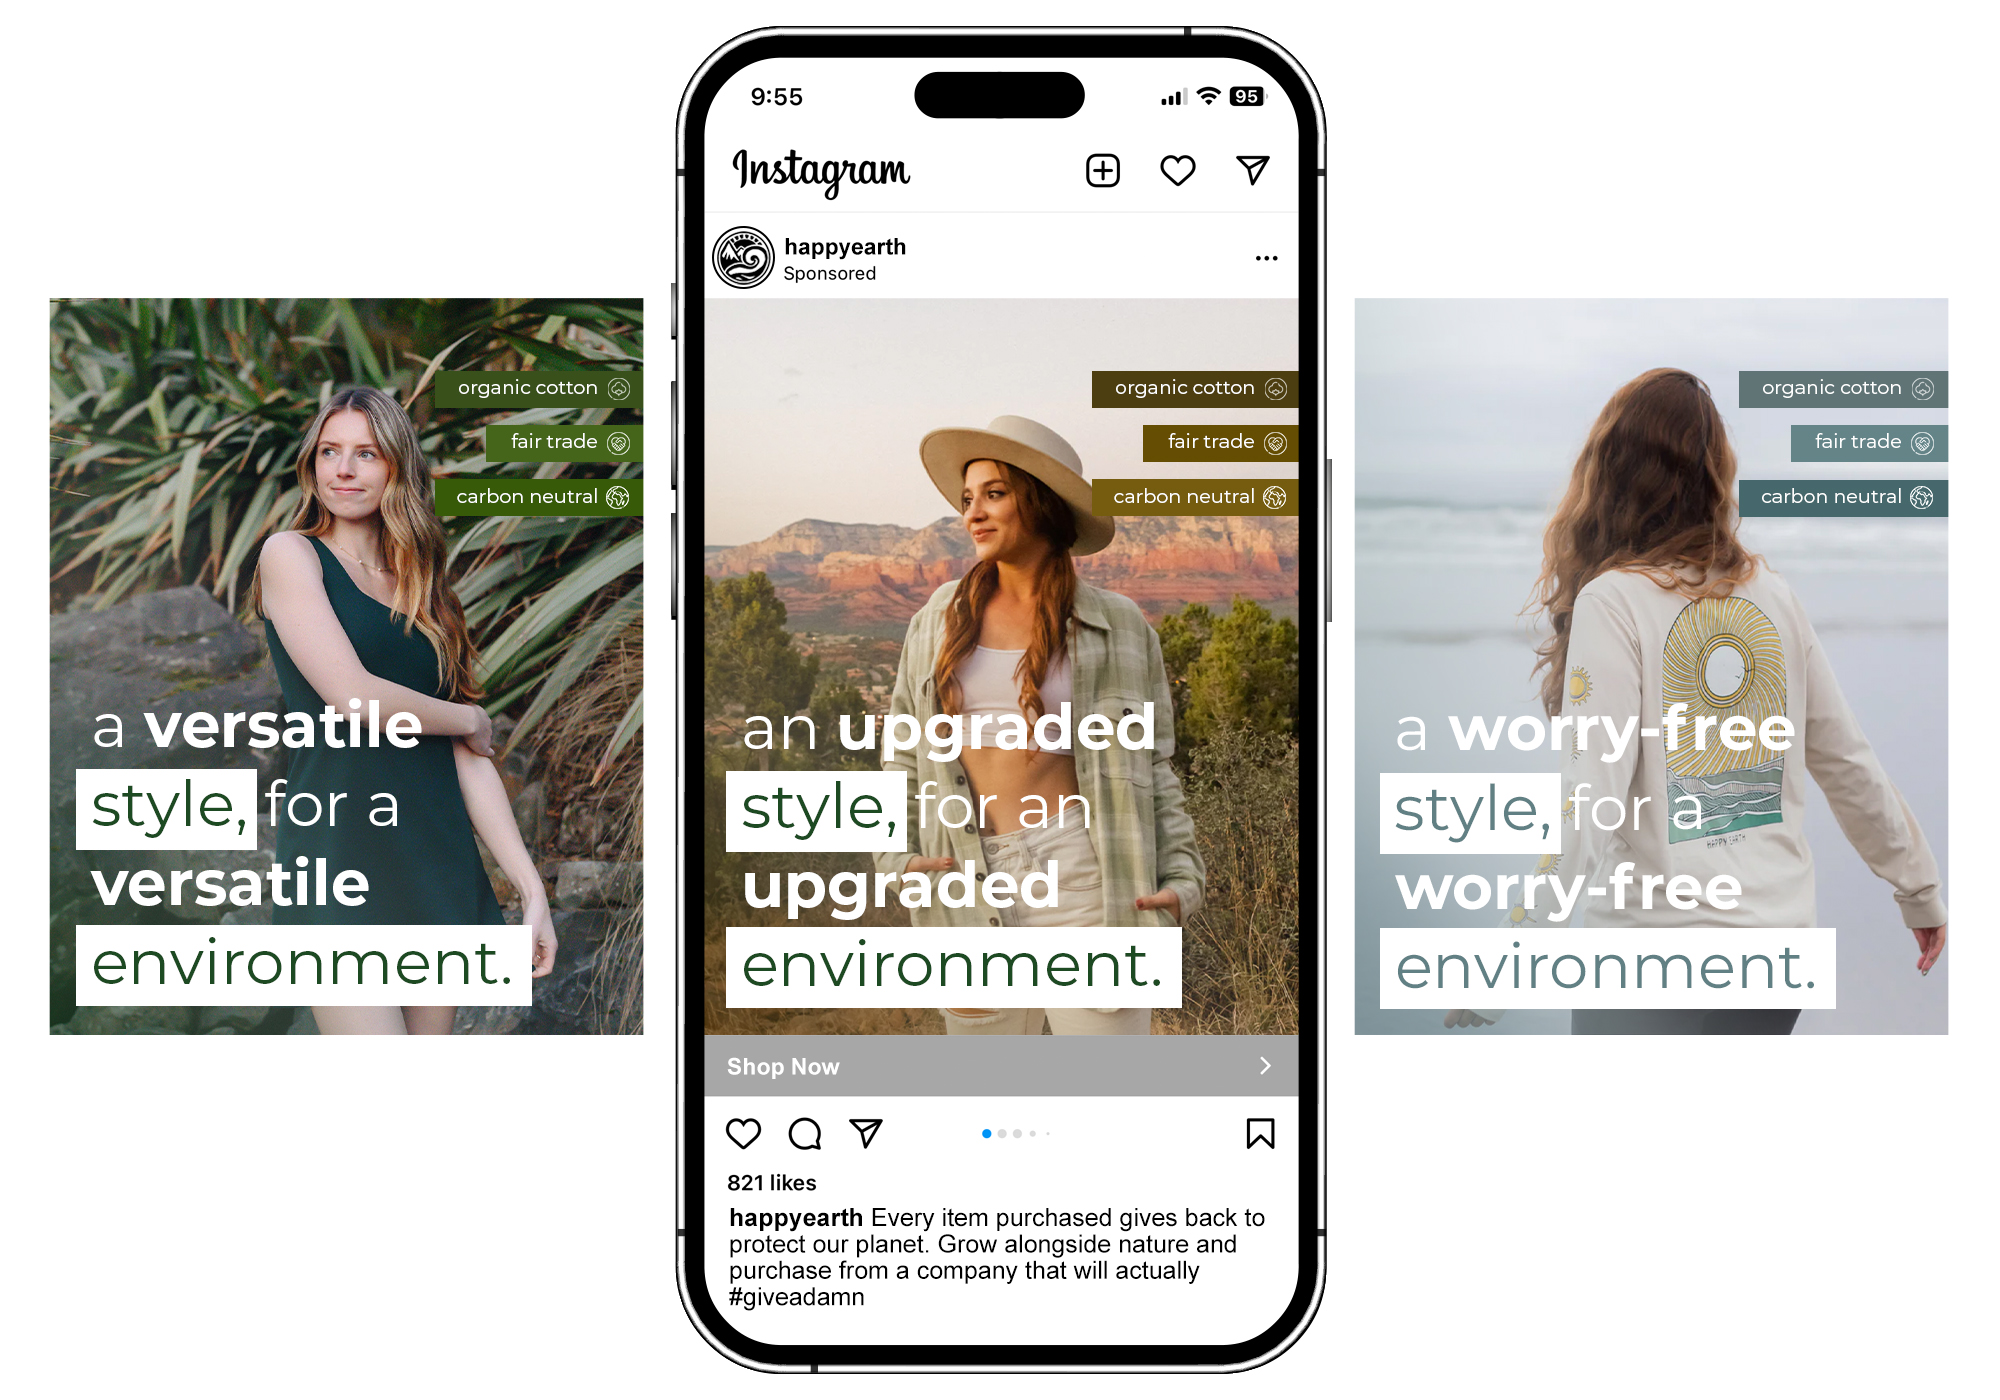 9:55
95
Instagram
happyearth
Sponsored
organic cotton
fair trade
carbon neutral
a versatile
style, for a
versatile
environment.
organic cotton
fair trade
carbon neutral
an upgraded
style, for an
upgraded
environment.
organic cotton
fair trade
carbon neutral
a worry-free
style, for a
worry-free
environment.
HAPPY EARTH
Shop Now
821 likes
happyearth Every item purchased gives back to
protect our planet. Grow alongside nature and
purchase from a company that will actually
#giveadamn